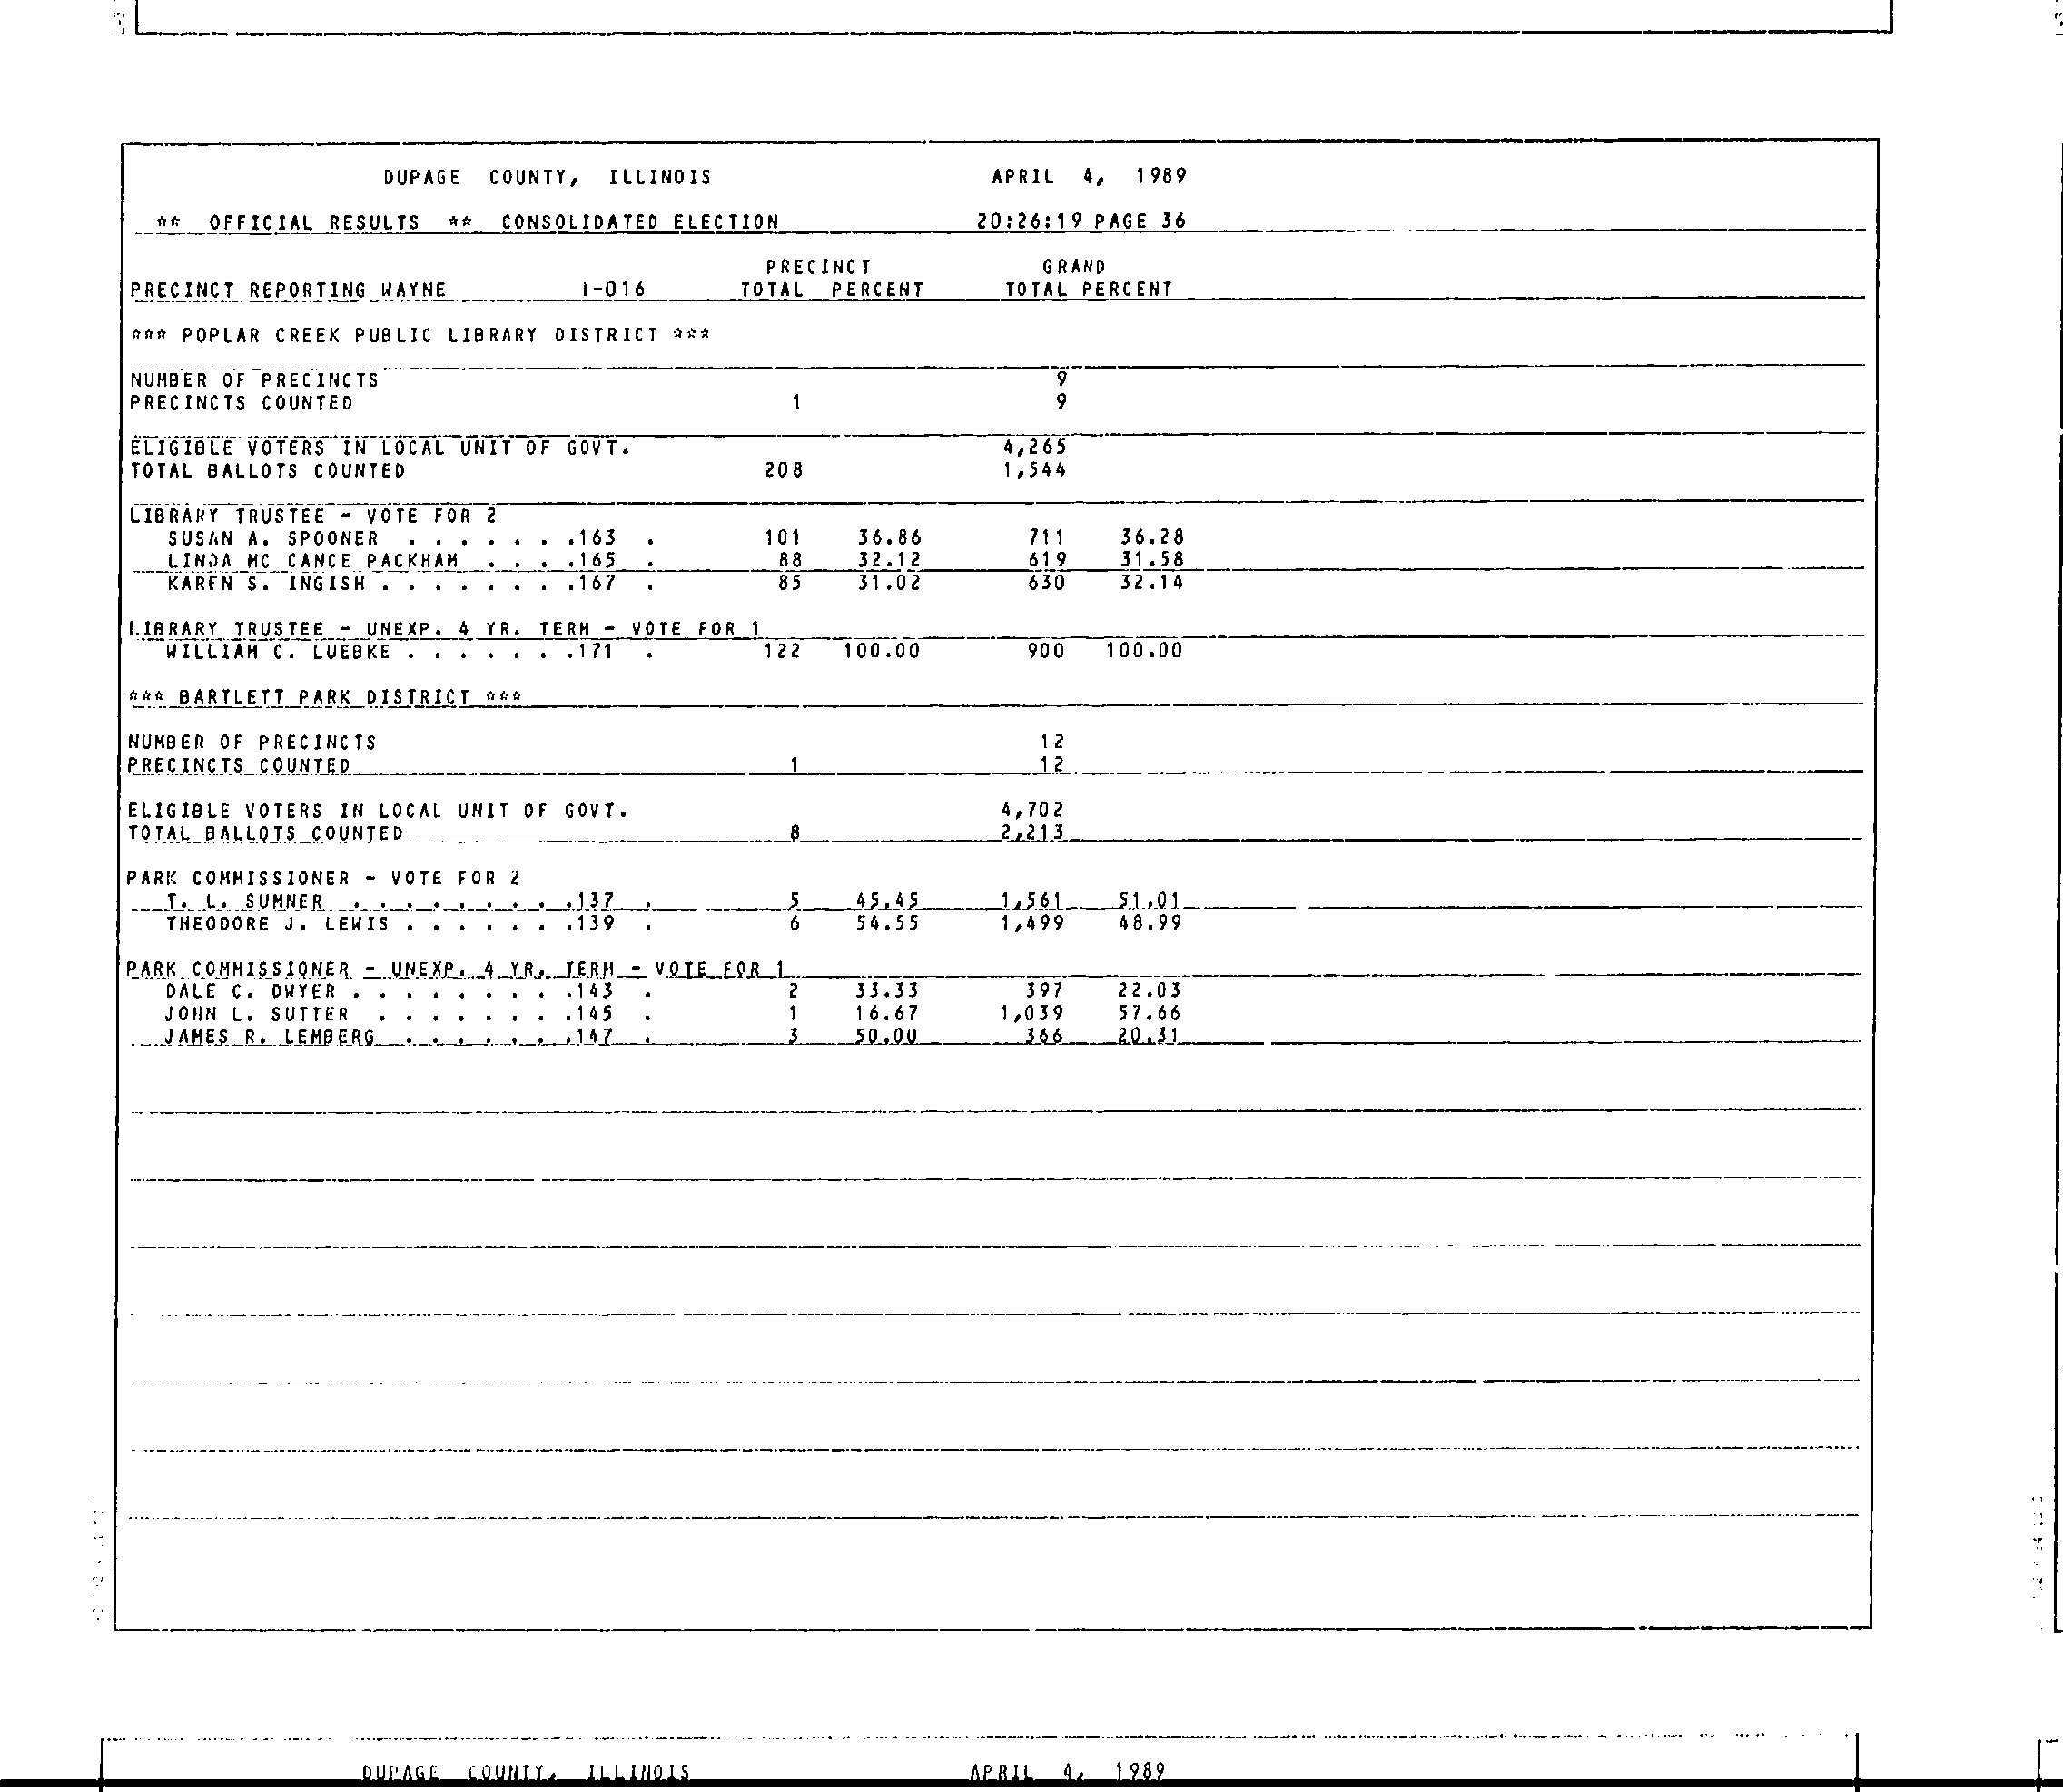 DUPAGE COUNTY, ILLINOIS APRIL 4, 1989
** OFFICIAL RESULTS ** CONSOLIDATED ELECTION 20:26:19 PAGE 36
PRECINCT GRAND
PRECINCT REPORTING WAYNE 1-016 TOTAL PERCENT TOTAL PERCENT
*** POPLAR CREEK PUBLIC LIBRARY DISTRICT ***
NUMBER OF PRECINCTS 9
PRECINCTS COUNTED 1 9
ELIGIBLE VOTERS IN LOCAL UNIT OF GOVT. 4,265
TOTAL BALLOTS COUNTED 208 1,544
LIBRARY TRUSTEE - VOTE FOR 2
SUSAN A. SPOONER . . . . . . .163 . 101 36.86 711 36.28
LINDA MC CANCE PACKHAM . . . .165 . 88 32.12 619 31.58
KAREN S. INGISH . . . . . . . .167 . 85 31.02 630 32.14
LIBRARY TRUSTEE - UNEXP. 4 YR. TERM - VOTE FOR 1
WILLIAM C. LUEBKE . . . . . . .171 . 122 100.00 900 100.00
*** BARTLETT PARK DISTRICT ***
NUMBER OF PRECINCTS 12
PRECINCTS COUNTED 1 12
ELIGIBLE VOTERS IN LOCAL UNIT OF GOVT. 4,702
TOTAL BALLOTS COUNTED 8 2,213
PARK COMMISSIONER - VOTE FOR 2
T. L. SUMNER . . . . . . . . .137 . 5 45.45 1,561 51.01
THEODORE J. LEWIS . . . . . . .139 . 6 54.55 1,499 48.99
PARK COMMISSIONER - UNEXP. 4 YR. TERM - VOTE FOR 1
DALE C. DWYER . . . . . . . . .143 . 2 33.33 397 22.03
JOHN L. SUTTER . . . . . . . .145 . 1 16.67 1,039 57.66
JAMES R. LEMBERG . . . . . . .147 . 3 50.00 366 20.31
DUPAGE COUNTY, ILLINOIS APRIL 4, 1989